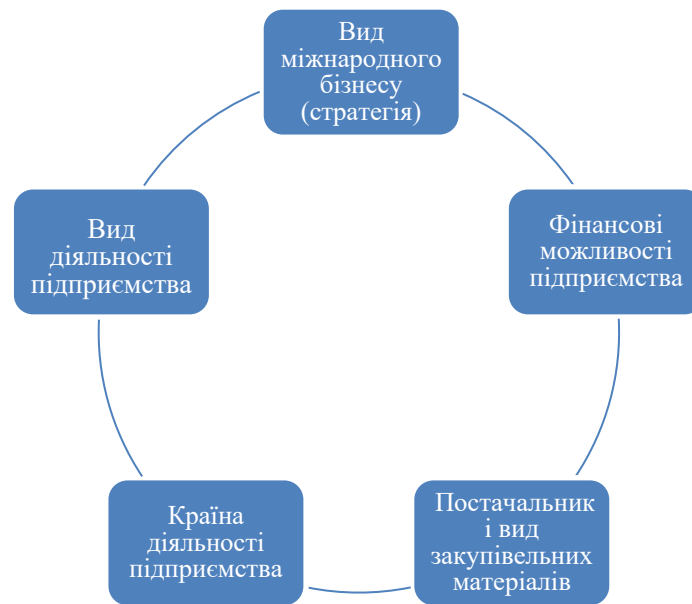 Вид
міжнародного
бізнесу
(стратегія)
Фінансові
можливості
підприємства
Постачальник
і вид
закупівельних
матеріалів
Країна
діяльності
підприємства
Вид
діяльності
підприємства